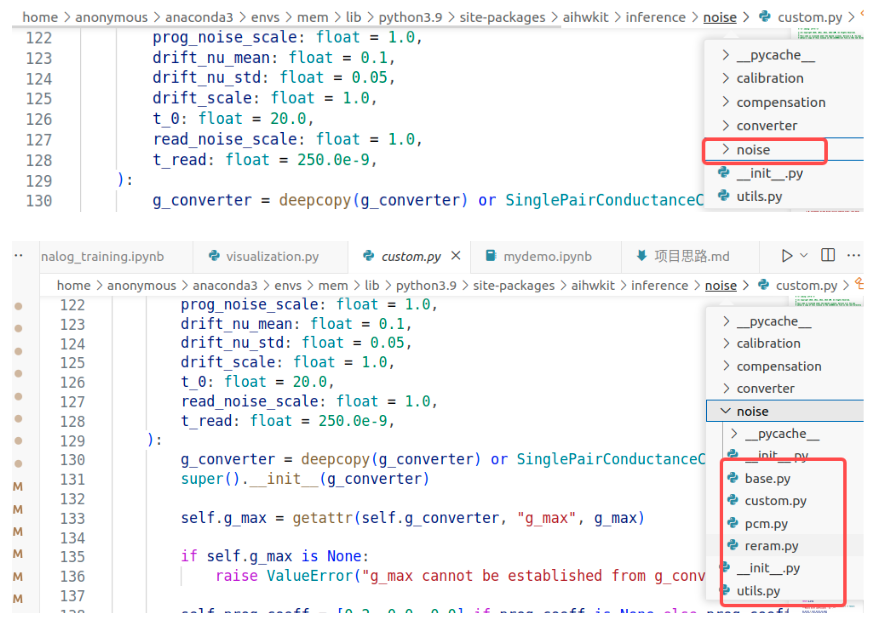 home > anonymous > anaconda3 > envs > mem > lib > python3.9 > site-packages > aihwkit > inference > noise > custom.py >
122 prog_noise_scale: float = 1.0,
123 drift_nu_mean: float = 0.1,
124 drift_nu_std: float = 0.05,
125 drift_scale: float = 1.0,
126 t_0: float = 20.0,
127 read_noise_scale: float = 1.0,
128 t_read: float = 250.0e-9,
129 ):
130 g_converter = deepcopy(g_converter) or SinglePairConductanceC
> __pycache__
> calibration
> compensation
> converter
> noise
__init__.py
utils.py
nalog_training.ipynb visualization.py custom.py × mydemo.ipynb 项目思路.md
home > anonymous > anaconda3 > envs > mem > lib > python3.9 > site-packages > aihwkit > inference > noise > custom.py >
122 prog_noise_scale: float = 1.0,
123 drift_nu_mean: float = 0.1,
124 drift_nu_std: float = 0.05,
125 drift_scale: float = 1.0,
126 t_0: float = 20.0,
127 read_noise_scale: float = 1.0,
128 t_read: float = 250.0e-9,
129 ):
130 g_converter = deepcopy(g_converter) or SinglePairConductanceC
131 super().__init__(g_converter)
132
133 self.g_max = getattr(self.g_converter, "g_max", g_max)
134
135 if self.g_max is None:
136 raise ValueError("g_max cannot be established from g_conv
137
M
M
M
M
M
M
> __pycache__
> calibration
> compensation
> converter
noise
> __pycache__
__init__.py
base.py
custom.py
pcm.py
reram.py
__init__.py
utils.py